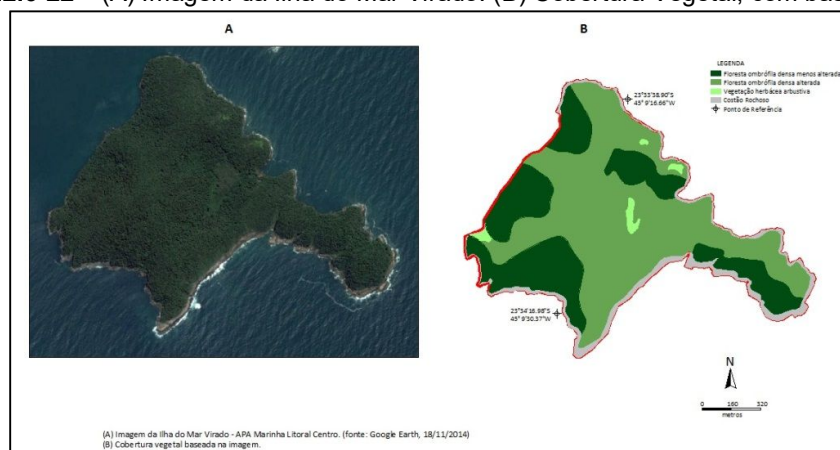 (A) Imagem da Ilha do Mar Virado. (B) Cobertura Vegetal, com
A
B
LEGENDA
Floresta ombrófila densa menos alterada
Floresta ombrófila densa alterada
Vegetação herbácea arbustiva
Costão Rochoso
Ponto de Referência
23°33'38.90"S
45° 9'16.66"W
23°34'16.96"S
45° 9'30.37"W
N
0 160 320
metros
(A) Imagem da Ilha do Mar Virado - APA Marinha Litoral Centro. (fonte: Google Earth, 18/11/2014)
(B) Cobertura vegetal baseada na imagem.